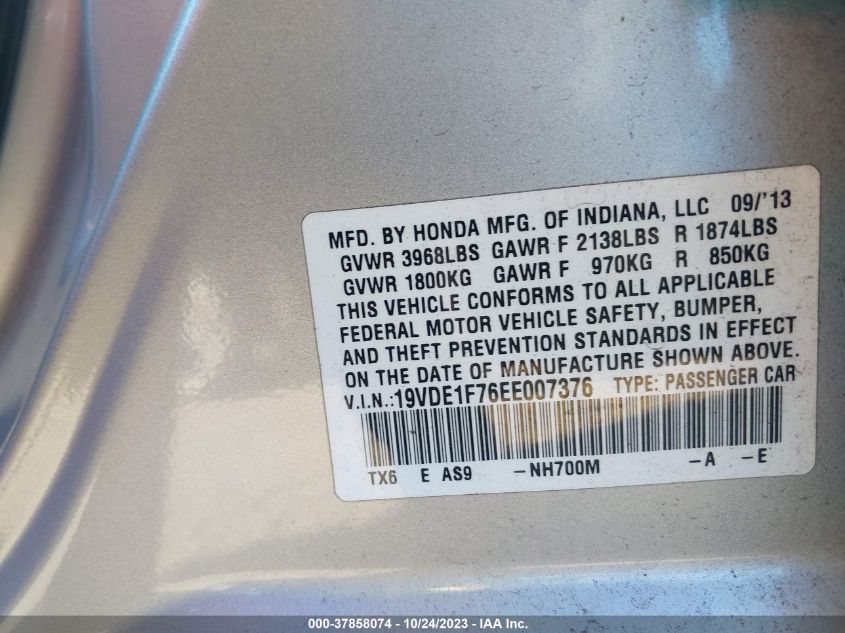 MFD. BY HONDA MFG. OF INDIANA, LLC 09/'13
GVWR 3968LBS GAWR F 2138LBS R 1874LBS
GVWR 1800KG GAWR F 970KG R 850KG
THIS VEHICLE CONFORMS TO ALL APPLICABLE
FEDERAL MOTOR VEHICLE SAFETY, BUMPER,
AND THEFT PREVENTION STANDARDS IN EFFECT
ON THE DATE OF MANUFACTURE SHOWN ABOVE.
V.I.N.:19VDE1F76EE007376 TYPE: PASSENGER CAR
TX6 E AS9 -NH700M -A -E
000-37858074 - 10/24/2023 - IAA Inc.